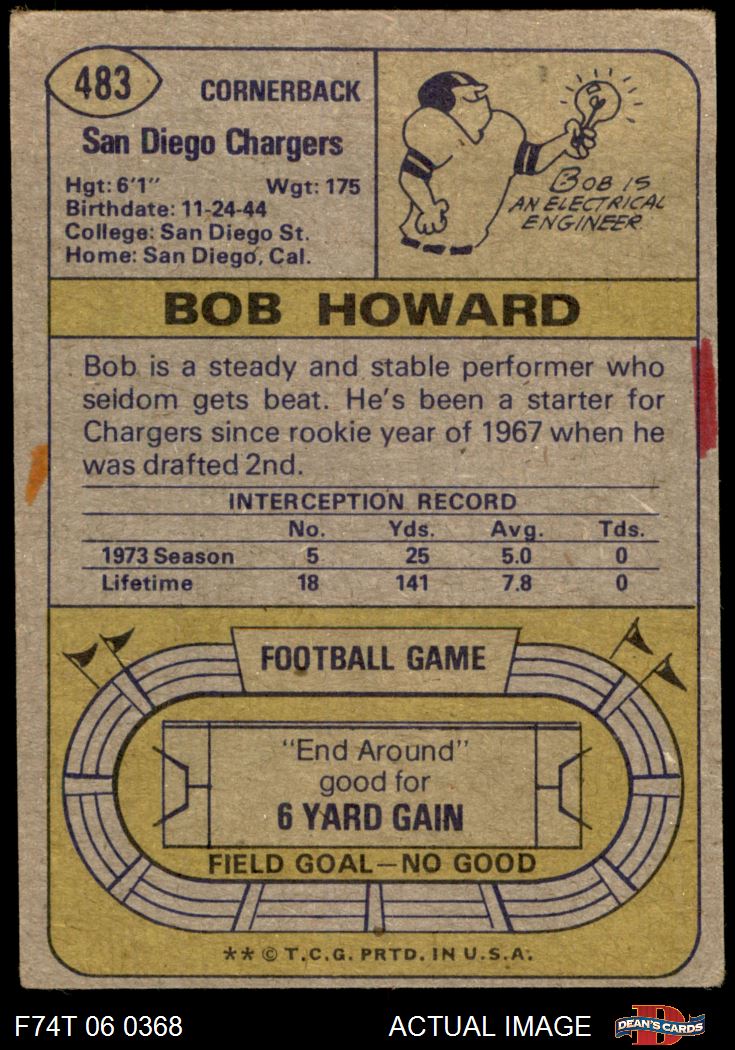 483
CORNERBACK
San Diego Chargers
Hgt: 6'1" Wgt: 175
Birthdate: 11-24-44
College: San Diego St.
Home: San Diego, Cal.
BOB IS
AN ELECTRICAL
ENGINEER.
BOB HOWARD
Bob is a steady and stable performer who
seldom gets beat. He's been a starter for
Chargers since rookie year of 1967 when he
was drafted 2nd.
INTERCEPTION RECORD
No. Yds. Avg. Tds.
1973 Season 5 25 5.0 0
Lifetime 18 141 7.8 0
FOOTBALL GAME
"End Around"
good for
6 YARD GAIN
FIELD GOAL—NO GOOD
** © T.C.G. PRTD. IN U.S.A.
F74T 06 0368 ACTUAL IMAGE D DEAN'S CARDS